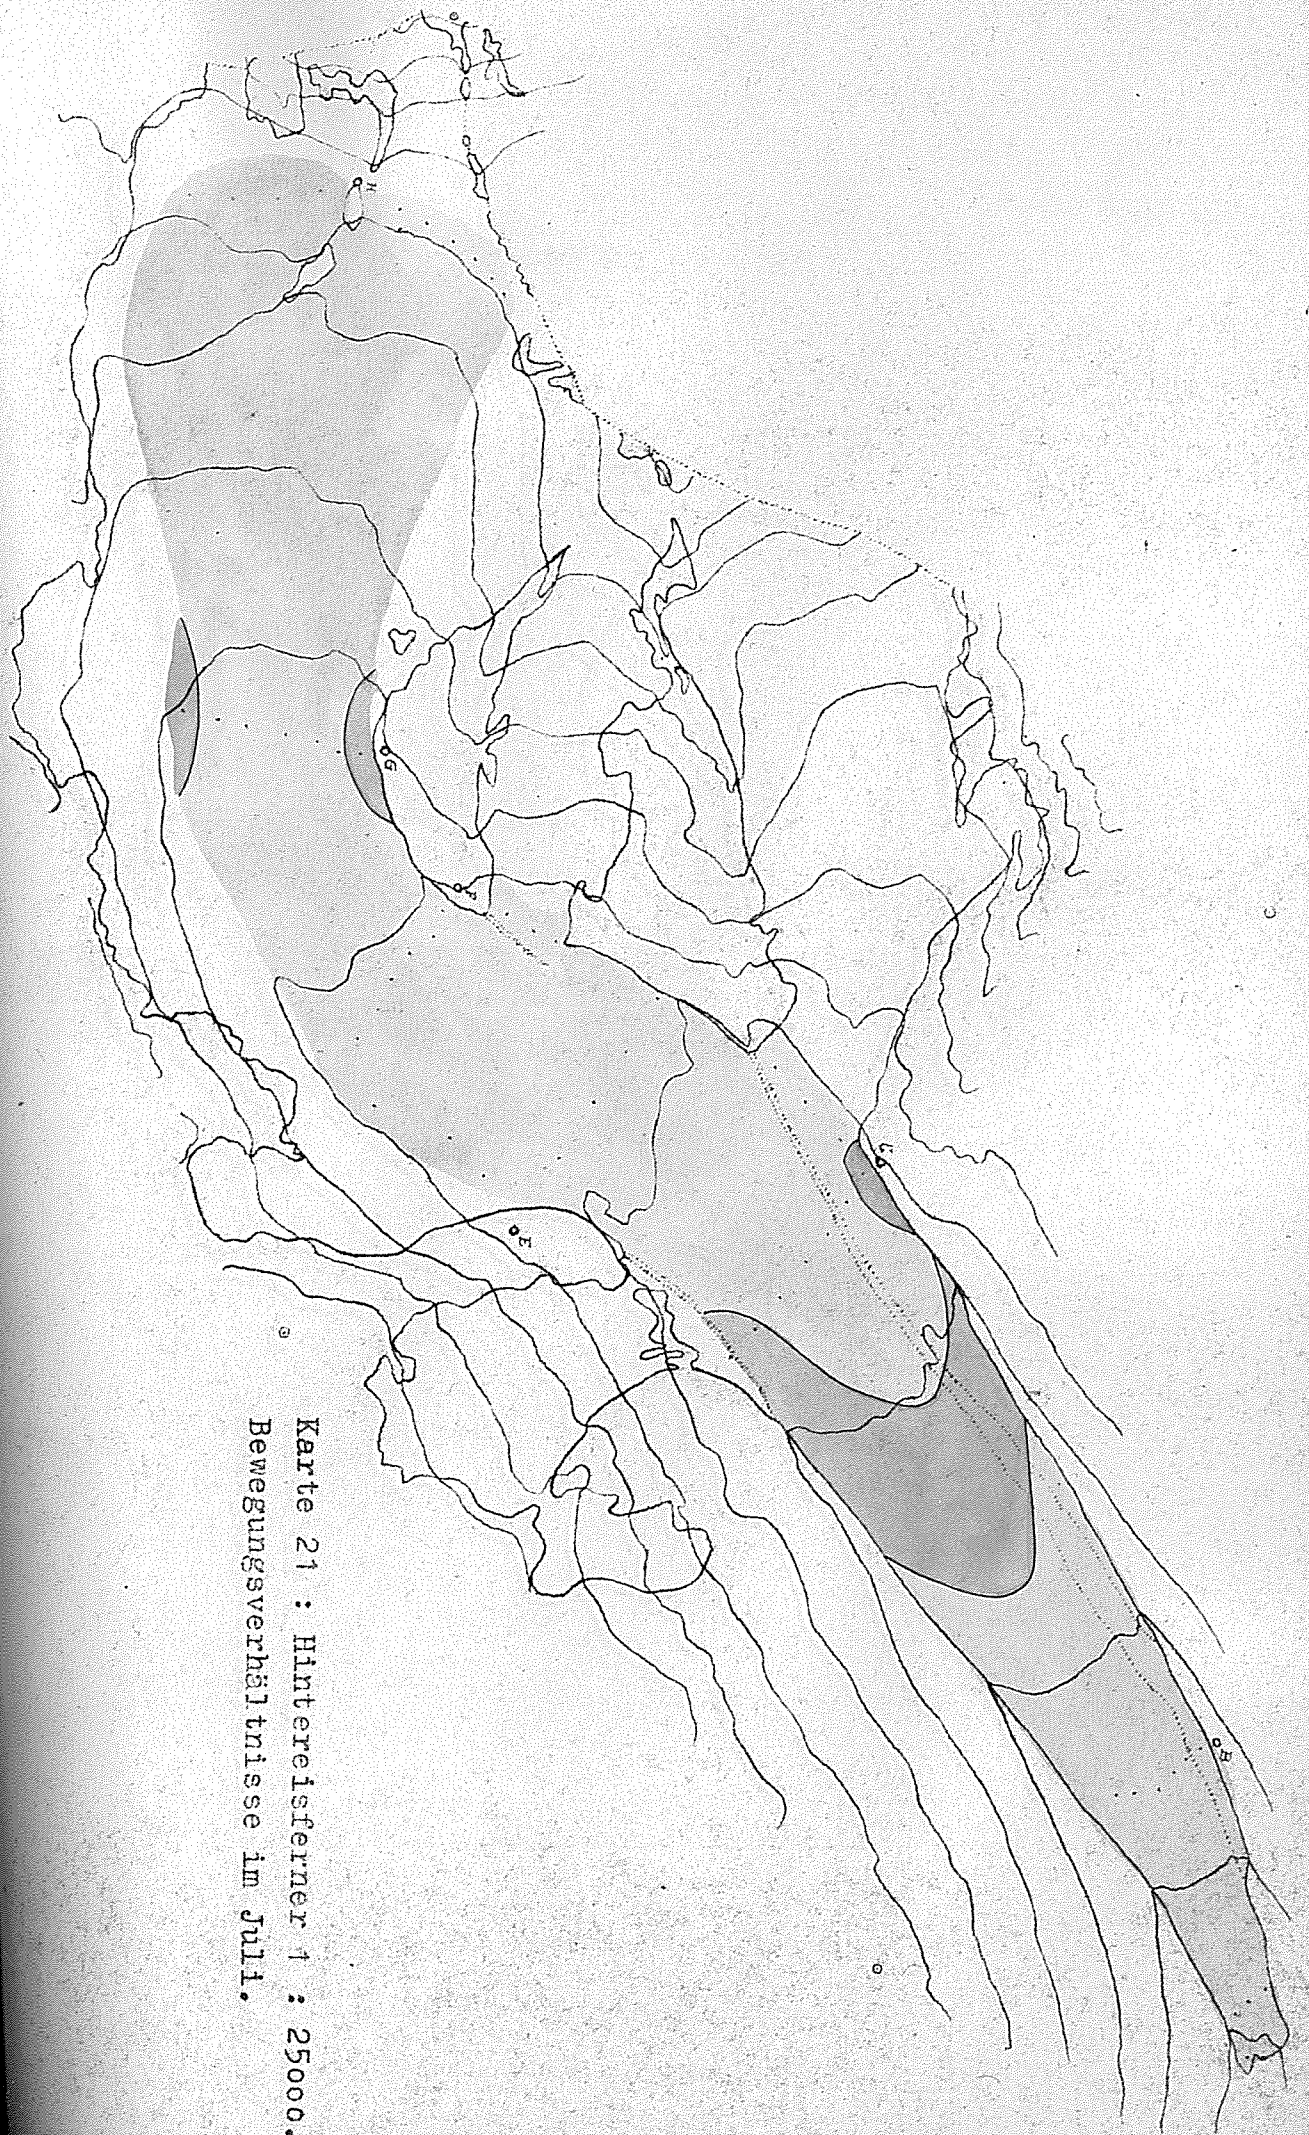 Karte 21 : Hintereisferner 1 : 25000.
Bewegungsverhältnisse im Juli.
H
G
F
E
B